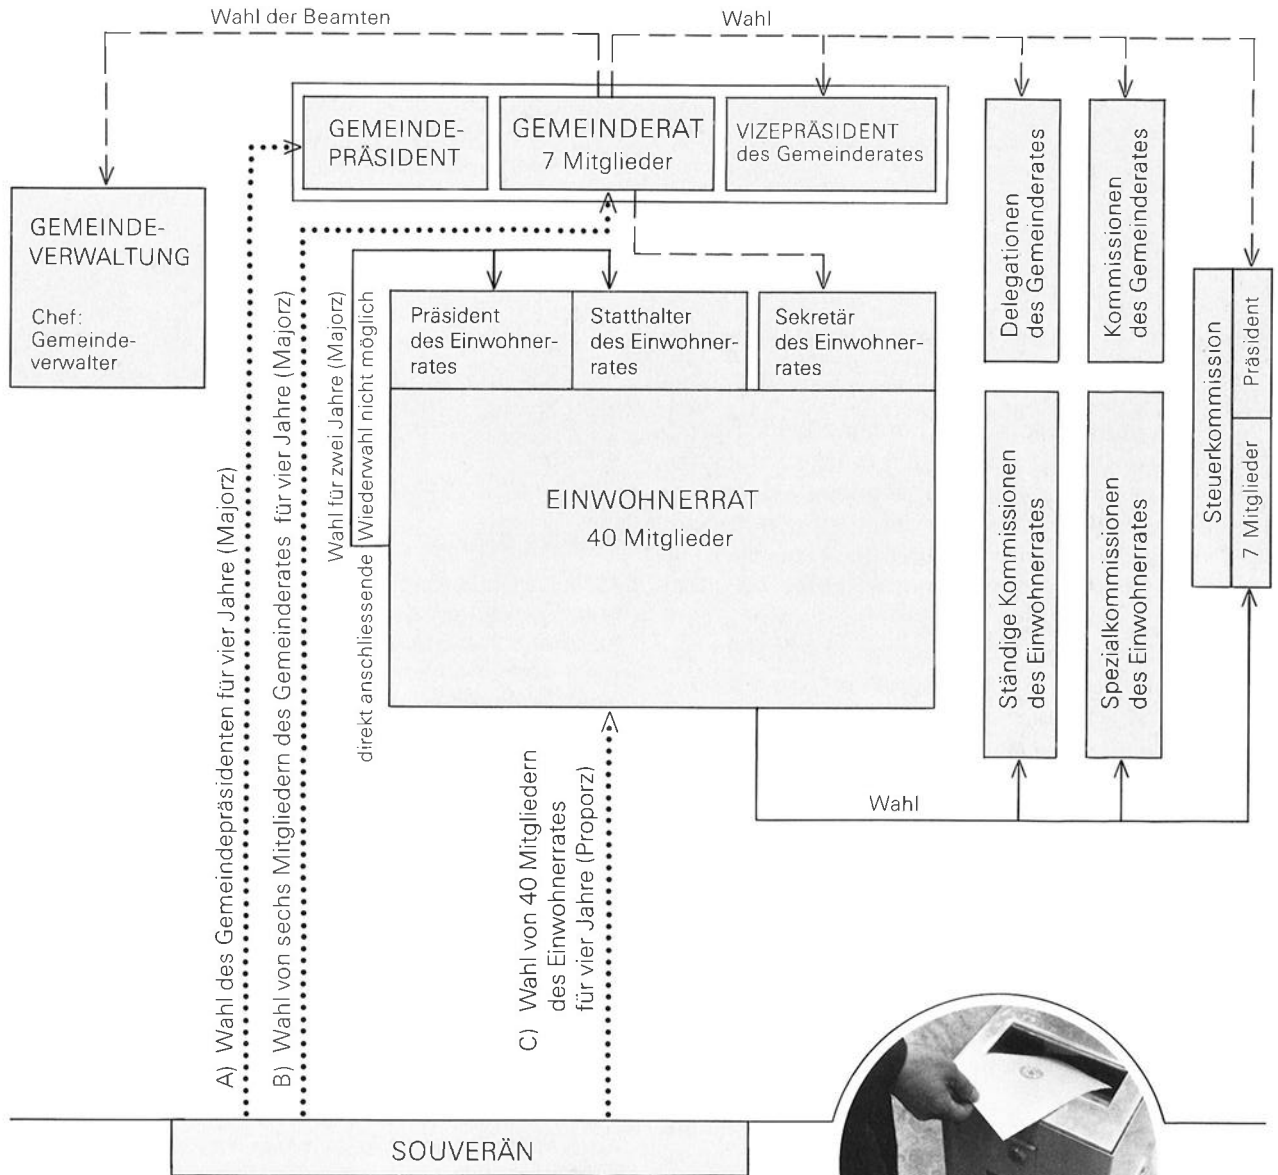 Wahl der Beamten
Wahl
GEMEINDE-
PRÄSIDENT
GEMEINDERAT
7 Mitglieder
VIZEPRÄSIDENT
des Gemeinderates
GEMEINDE-
VERWALTUNG
Chef:
Gemeinde-
verwalter
Delegationen
des Gemeinderates
Kommissionen
des Gemeinderates
Steuerkommission
Präsident
7 Mitglieder
Präsident
des Einwohner-
rates
Statthalter
des Einwohner-
rates
Sekretär
des Einwohner-
rates
Wahl für zwei Jahre (Majorz)
direkt anschliessende Wiederwahl nicht möglich
EINWOHNERRAT
40 Mitglieder
Ständige Kommissionen
des Einwohnerrates
Spezialkommissionen
des Einwohnerrates
Wahl
A) Wahl des Gemeindepräsidenten für vier Jahre (Majorz)
B) Wahl von sechs Mitgliedern des Gemeinderates für vier Jahre (Majorz)
C) Wahl von 40 Mitgliedern
des Einwohnerrates
für vier Jahre (Proporz)
SOUVERÄN